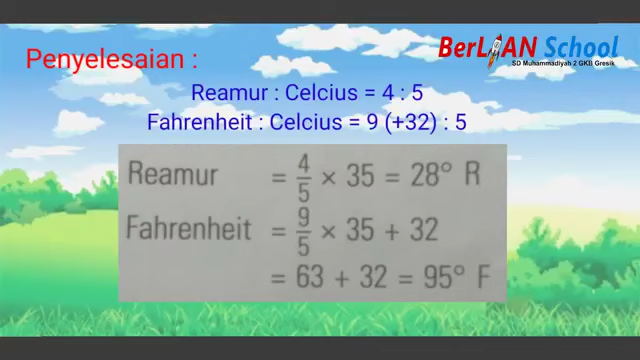 BerLIAN School
SD Muhammadiyah 2 GKB Gresik
Penyelesaian :
Reamur : Celcius = 4 : 5
Fahrenheit : Celcius = 9 (+32) : 5
Reamur = 4/5 × 35 = 28° R
Fahrenheit = 9/5 × 35 + 32
= 63 + 32 = 95° F